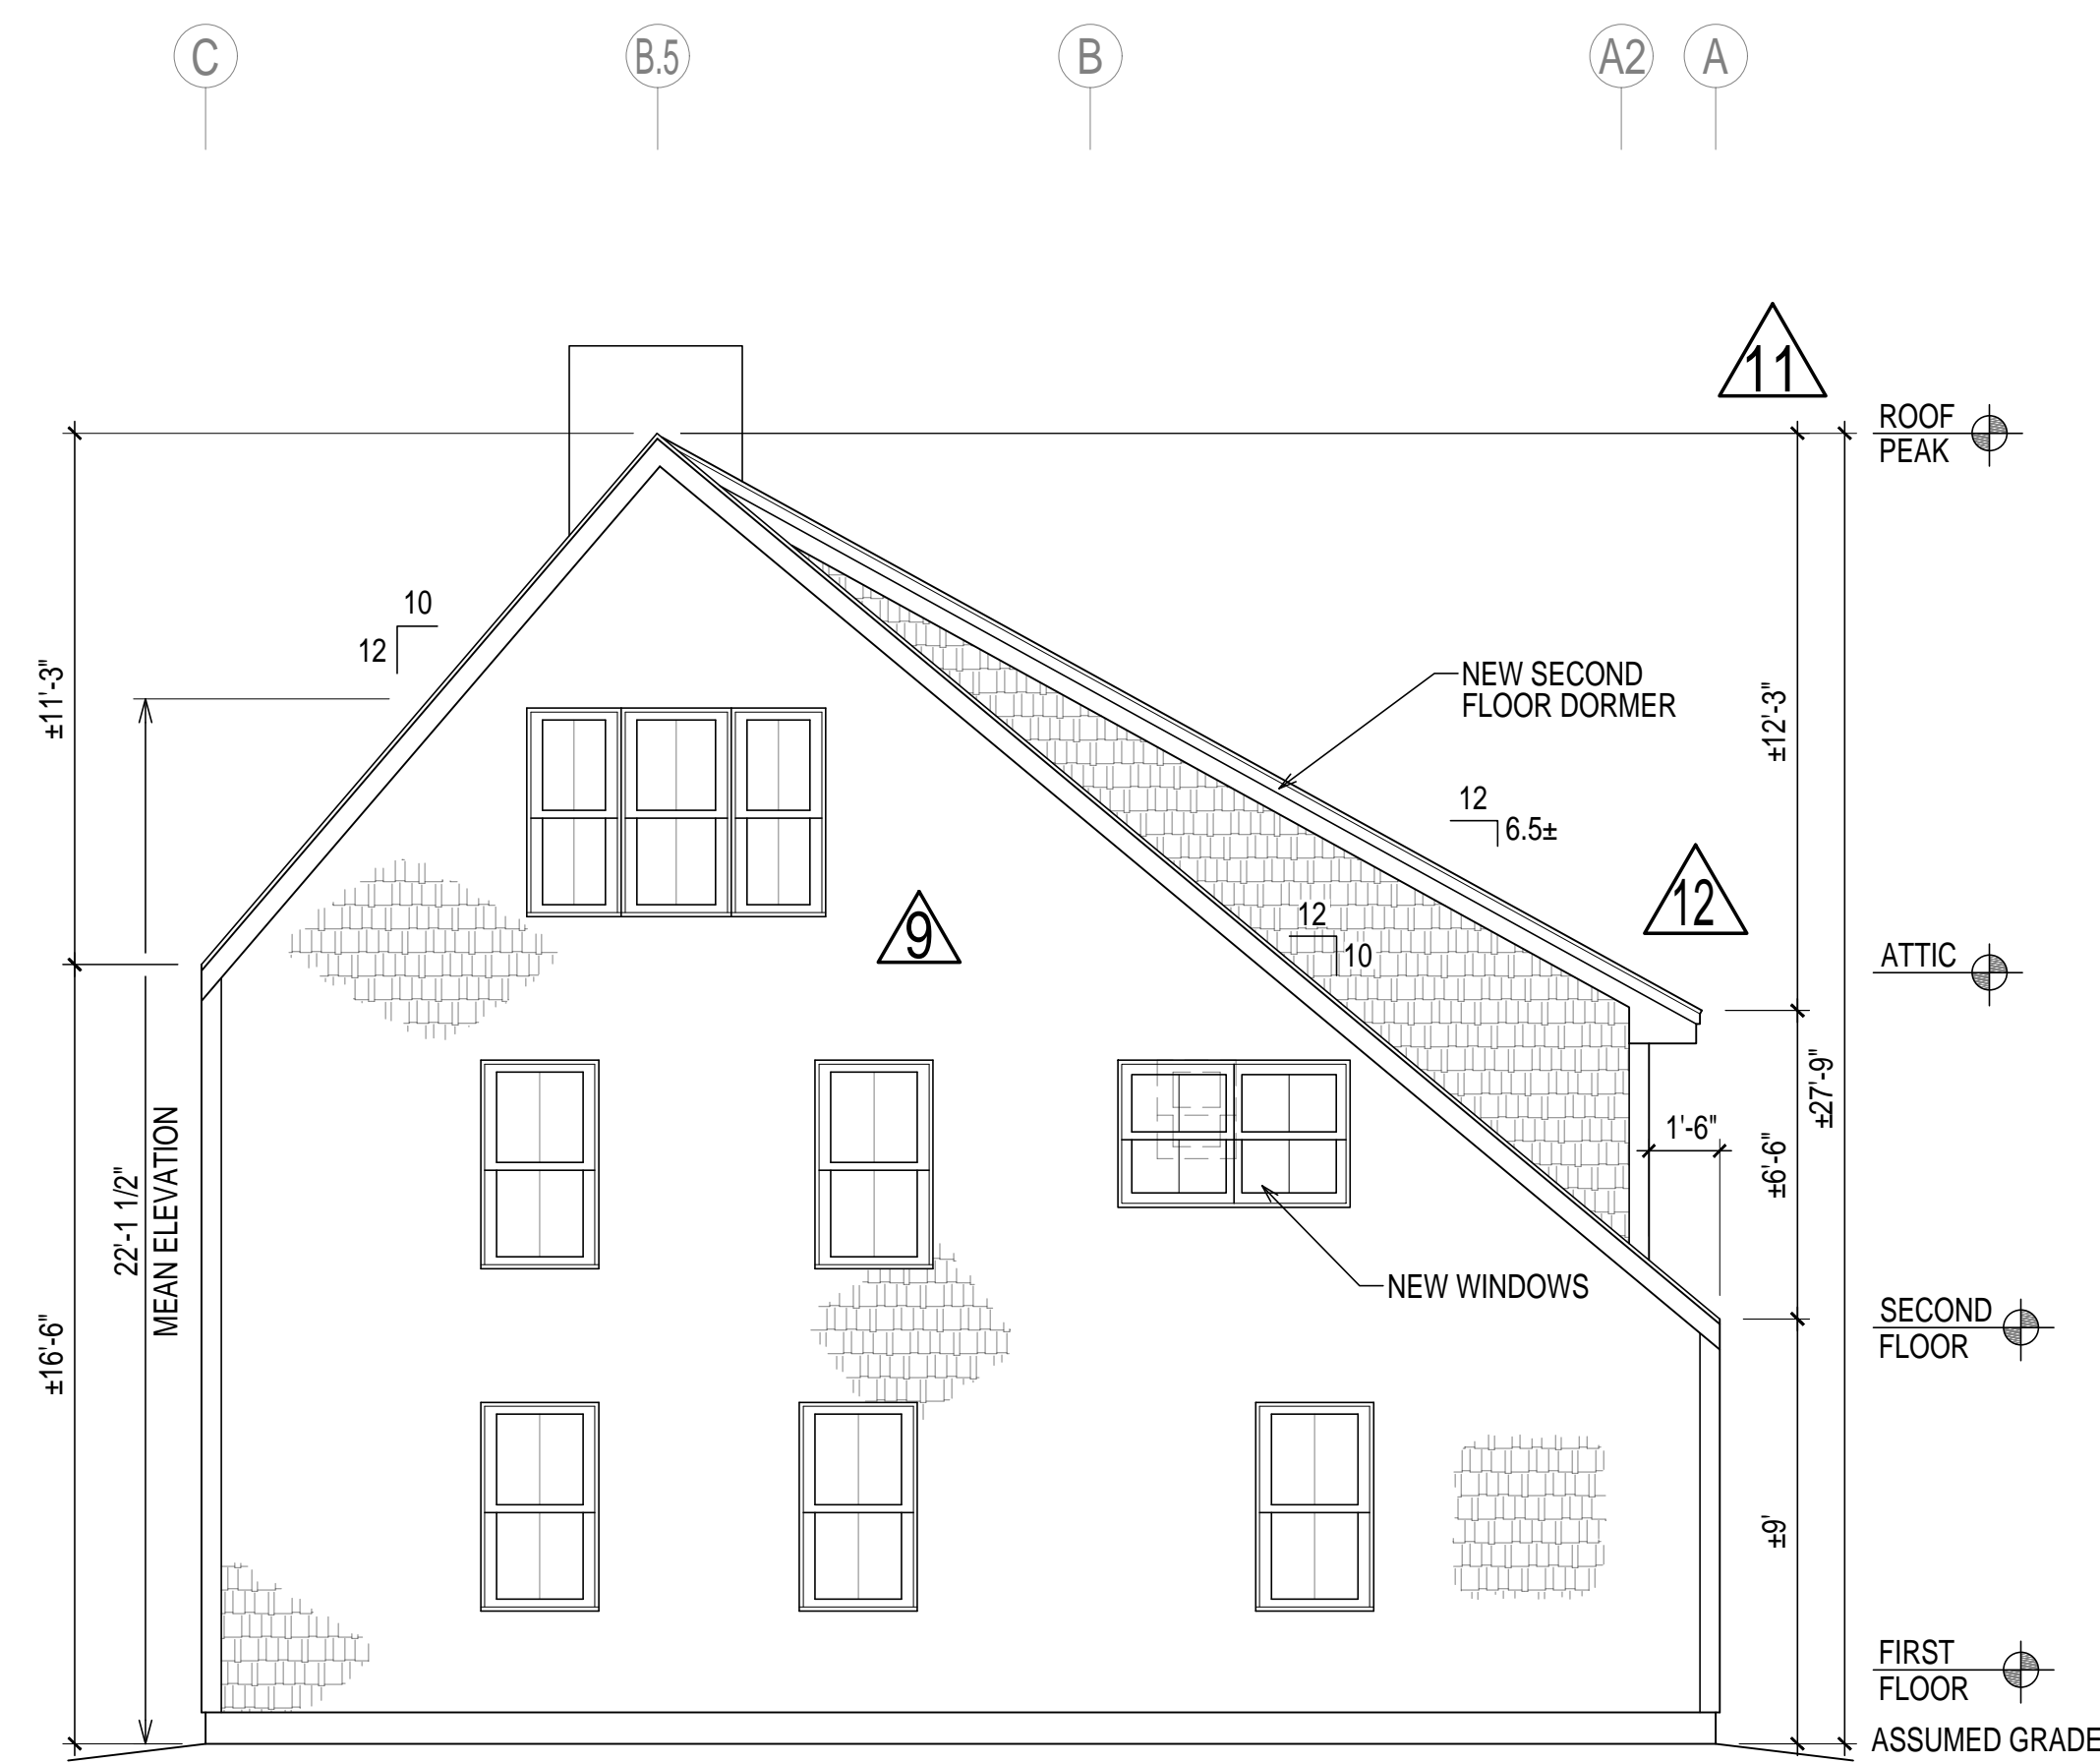 C
B.5
B
A2
A
11
ROOF
PEAK
10
12
±11'-3"
NEW SECOND
FLOOR DORMER
±12'-3"
12
6.5±
12
9
12
10
ATTIC
±27'-9"
1'-6"
±6'-6"
22'-1 1/2"
MEAN ELEVATION
NEW WINDOWS
SECOND
FLOOR
±16'-6"
±9'
FIRST
FLOOR
ASSUMED GRADE